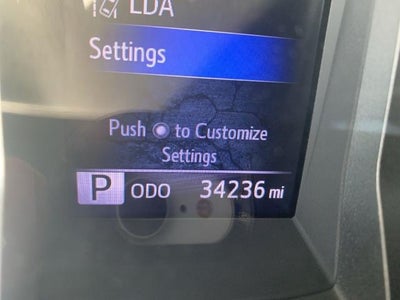 LDA
Settings
Push to Customize
Settings
P ODO 34236 mi